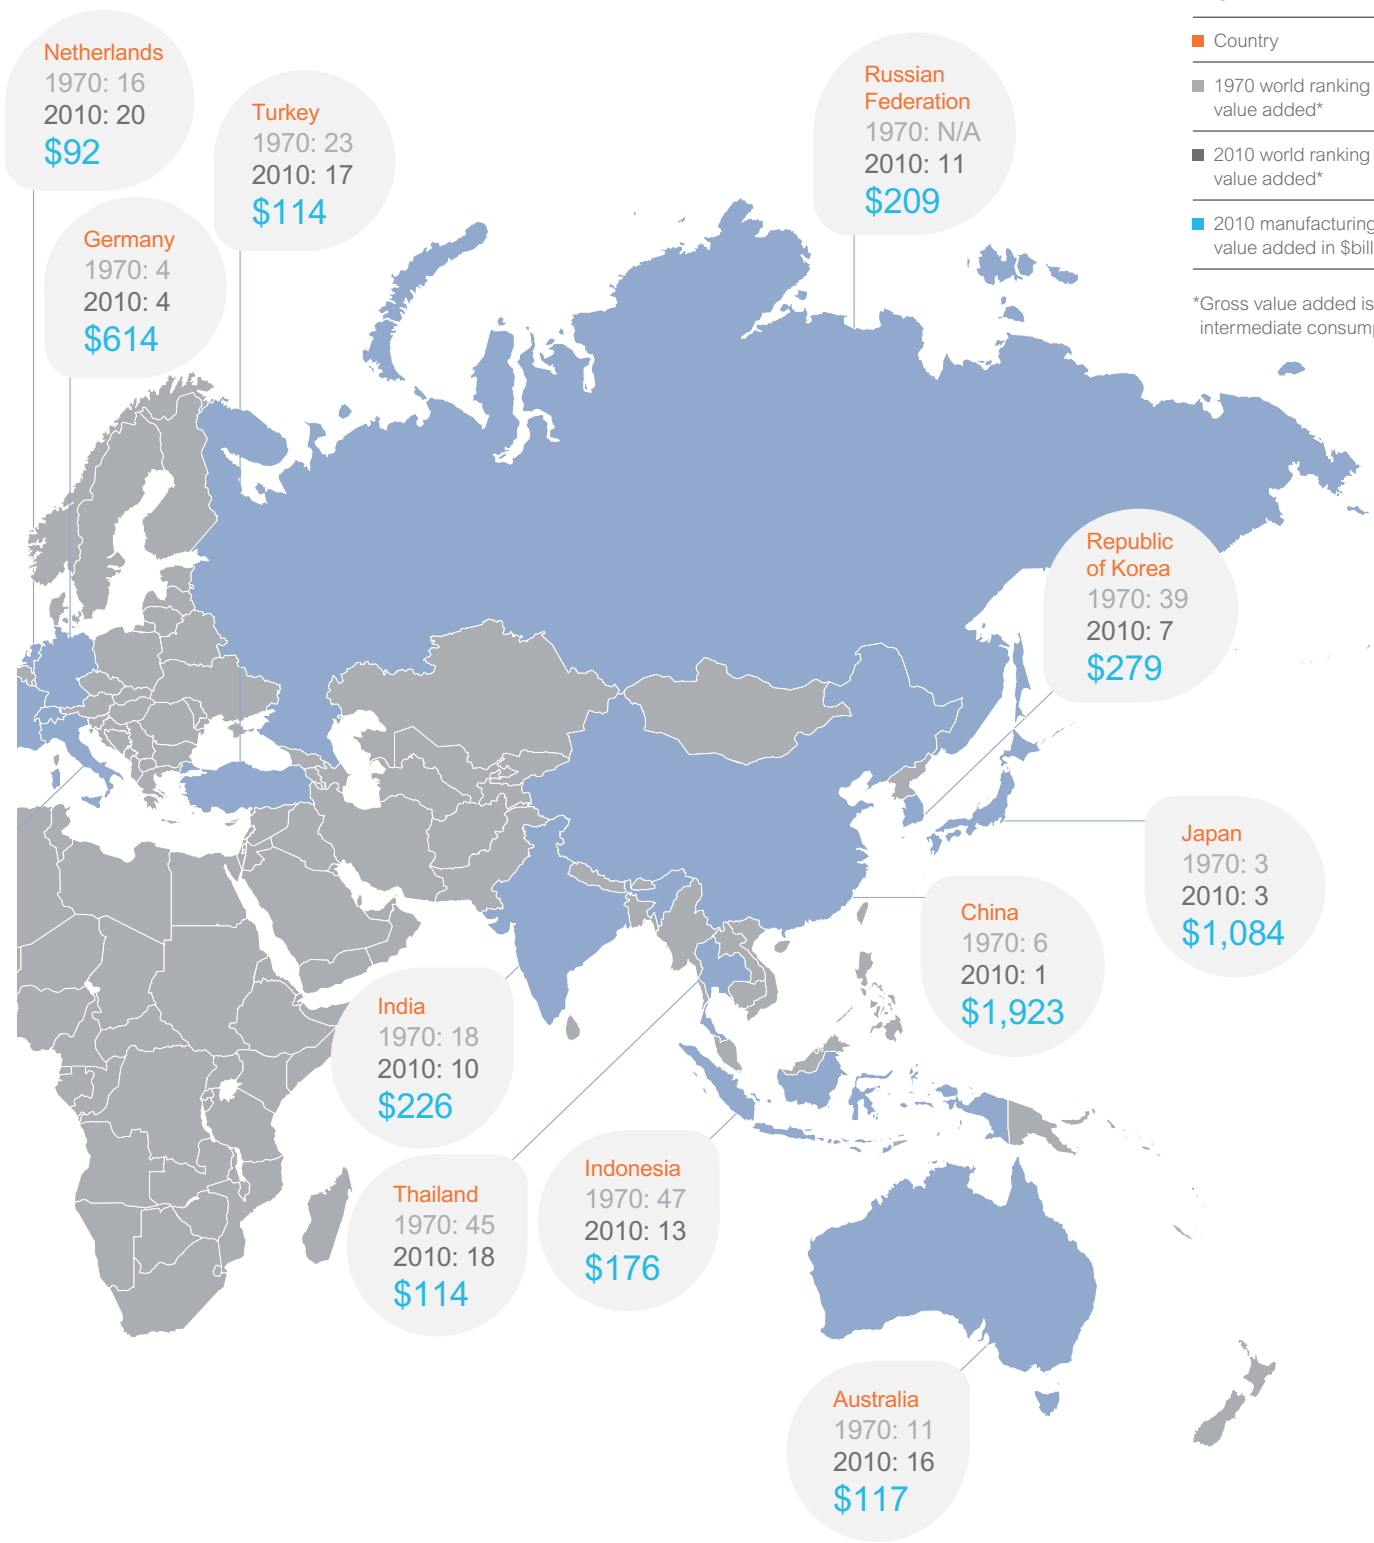 Netherlands
1970: 16
2010: 20
$92
Turkey
1970: 23
2010: 17
$114
Germany
1970: 4
2010: 4
$614
Russian
Federation
1970: N/A
2010: 11
$209
Country
1970 world ranking
value added*
2010 world ranking
value added*
2010 manufacturing
value added in $bill
*Gross value added is
intermediate consump
Republic
of Korea
1970: 39
2010: 7
$279
Japan
1970: 3
2010: 3
$1,084
China
1970: 6
2010: 1
$1,923
India
1970: 18
2010: 10
$226
Thailand
1970: 45
2010: 18
$114
Indonesia
1970: 47
2010: 13
$176
Australia
1970: 11
2010: 16
$117